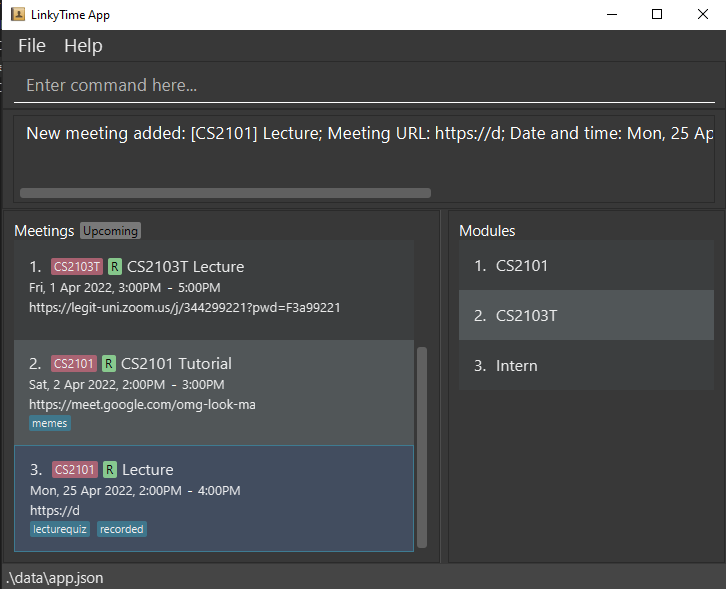 LinkyTime App
File Help
Enter command here...
New meeting added: [CS2101] Lecture; Meeting URL: https://d; Date and time: Mon, 25 Ap
Meetings Upcoming
1. CS2103T R CS2103T Lecture
Fri, 1 Apr 2022, 3:00PM - 5:00PM
https://legit-uni.zoom.us/j/344299221?pwd=F3a99221
2. CS2101 R CS2101 Tutorial
Sat, 2 Apr 2022, 2:00PM - 3:00PM
https://meet.google.com/omg-look-ma
memes
3. CS2101 R Lecture
Mon, 25 Apr 2022, 2:00PM - 4:00PM
https://d
lecturequiz recorded
Modules
1. CS2101
2. CS2103T
3. Intern
.\data\app.json